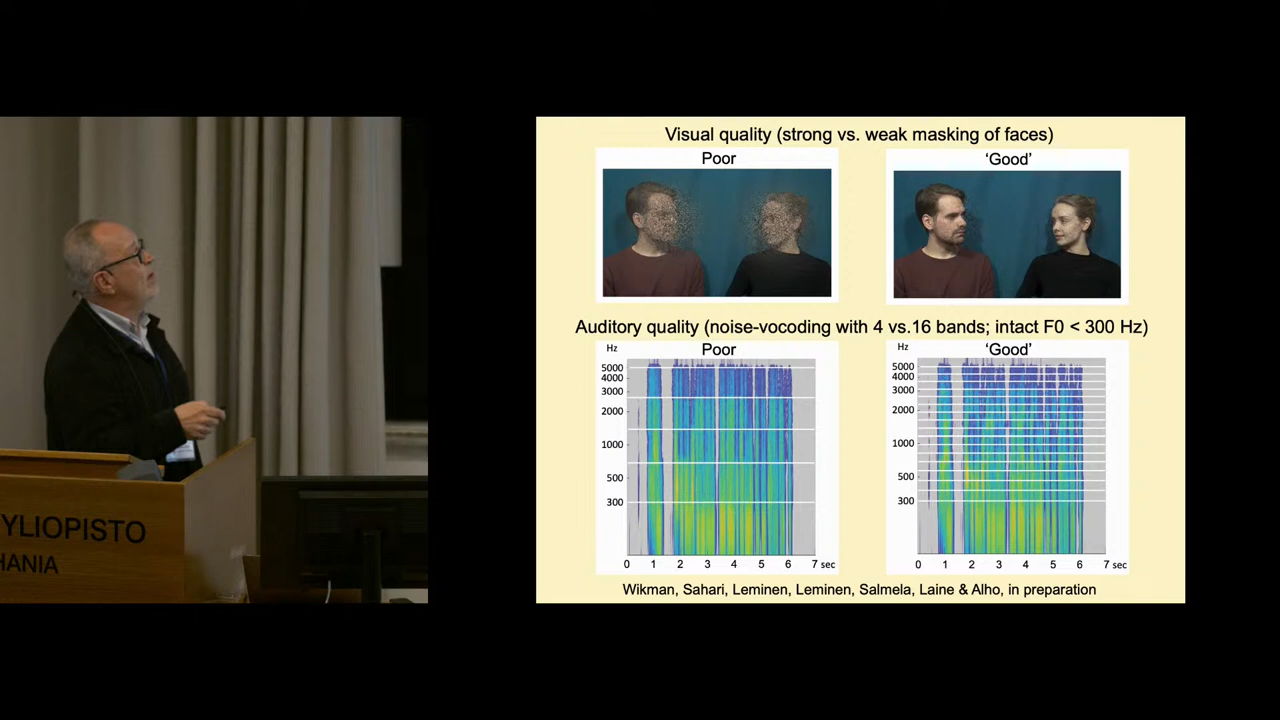 YLIOPISTO
HANIA
Visual quality (strong vs. weak masking of faces)
Poor
‘Good’
Auditory quality (noise-vocoding with 4 vs.16 bands; intact F0 < 300 Hz)
Poor
Hz
5000
4000
3000
2000
1000
500
300
0 1 2 3 4 5 6 7 sec
‘Good’
Hz
5000
4000
3000
2000
1000
500
300
0 1 2 3 4 5 6 7 sec
Wikman, Sahari, Leminen, Leminen, Salmela, Laine & Alho, in preparation